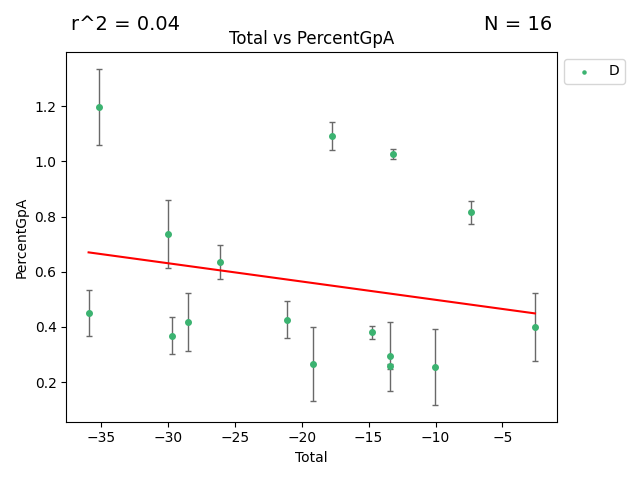 r^2 = 0.04
N = 16
Total vs PercentGpA
D
PercentGpA
1.2
1.0
0.8
0.6
0.4
0.2
−35
−30
−25
−20
−15
−10
−5
Total